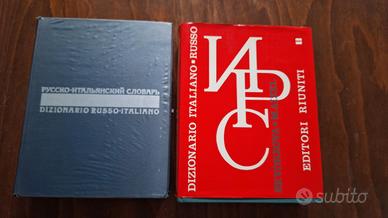 РУССКО-ИТАЛЬЯНСКИЙ СЛОВАРЬ
DIZIONARIO RUSSO-ITALIANO
DIZIONARIO ITALIANO•RUSSO
ИРС
EDITORI RIUNITI
subito